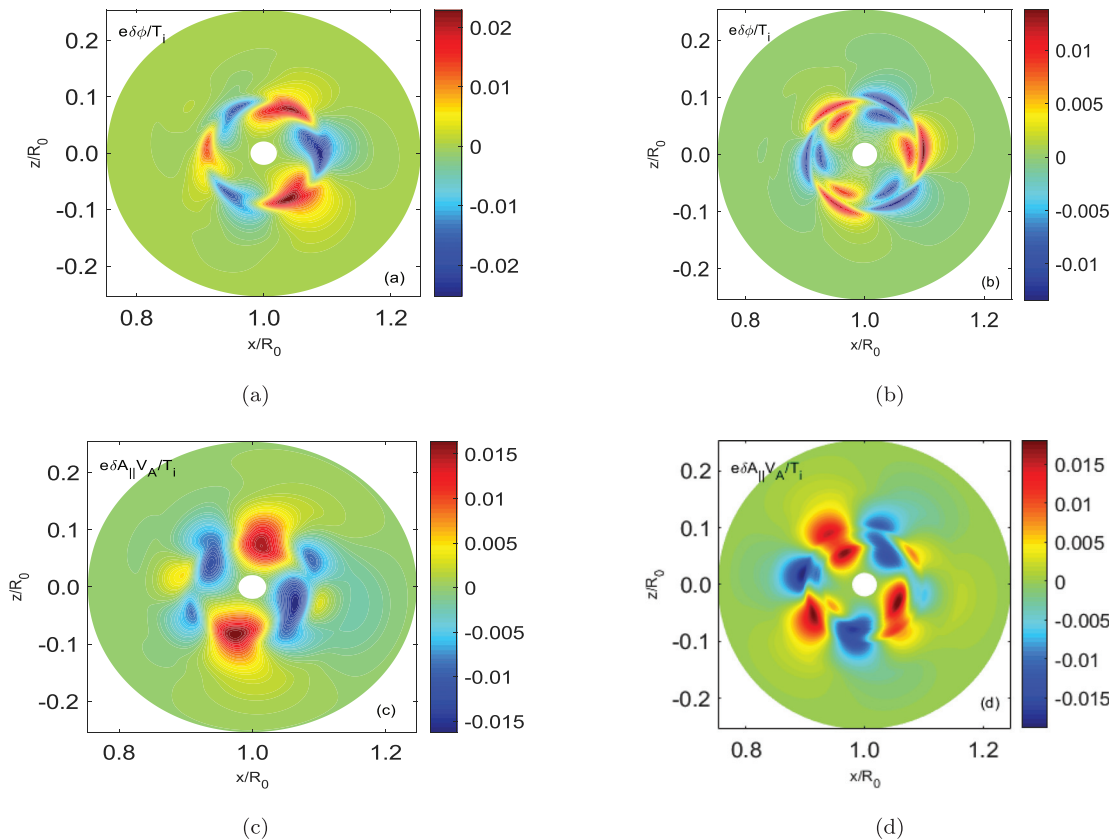 eδϕ/T_i
0.2
0.1
0.0
-0.1
-0.2
z/R_0
0.8
1.0
1.2
x/R_0
(a)
0.02
0.01
0
-0.01
-0.02
(a)
eδϕ/T_i
0.2
0.1
0.0
-0.1
-0.2
z/R_0
0.8
1.0
1.2
x/R_0
(b)
0.01
0.005
0
-0.005
-0.01
(b)
eδA_||V_A/T_i
0.2
0.1
0.0
-0.1
-0.2
z/R_0
0.8
1.0
1.2
x/R_0
(c)
0.015
0.01
0.005
0
-0.005
-0.01
-0.015
(c)
eδA_||V_A/T_i
0.2
0.1
0.0
-0.1
-0.2
z/R_0
0.8
1.0
1.2
x/R_0
(d)
0.015
0.01
0.005
0
-0.005
-0.01
-0.015
(d)